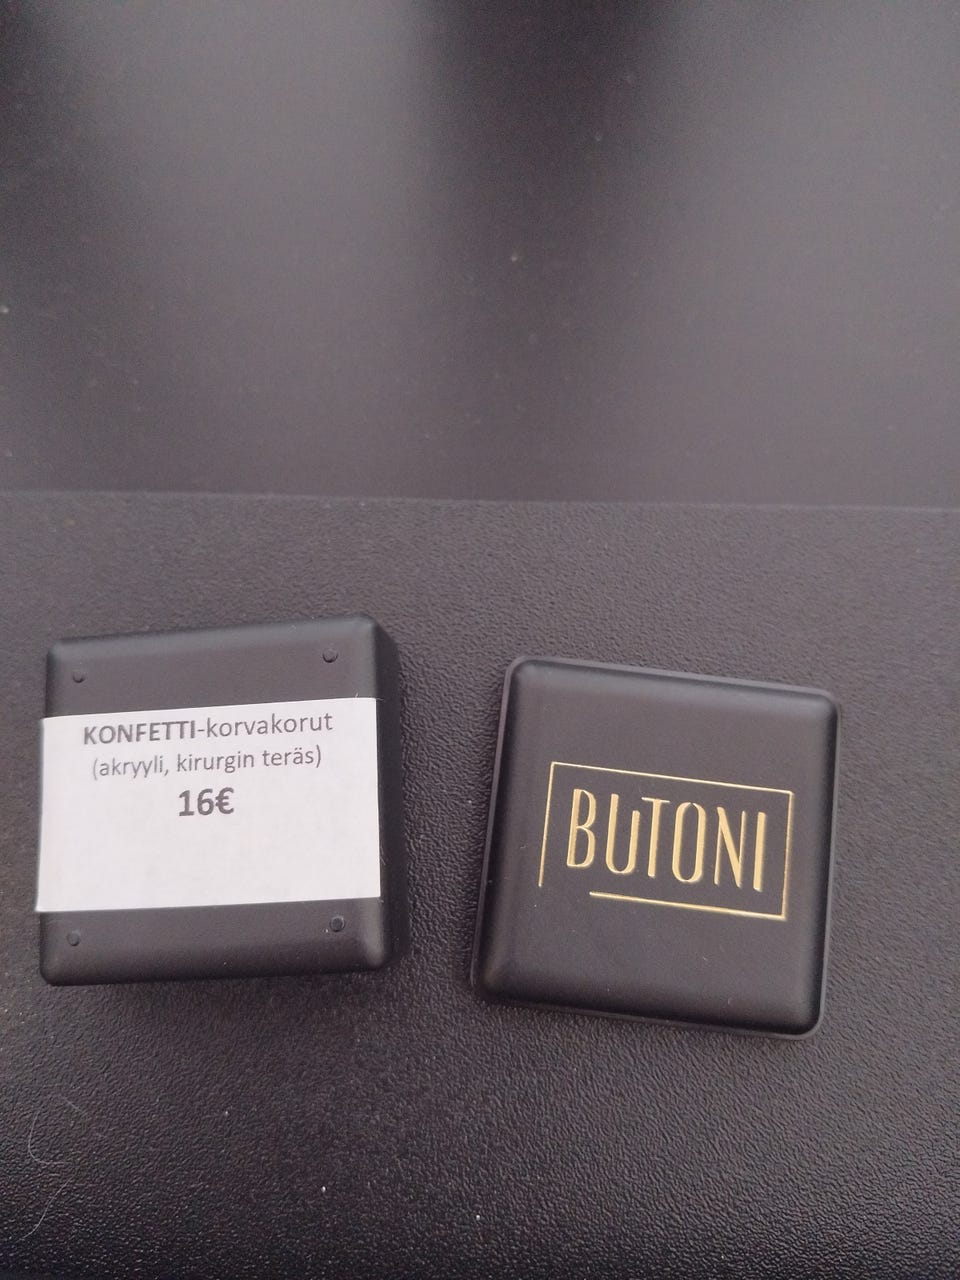 KONFETTI-korvakorut
(akryyli, kirurgin teräs)
16€
BUTONI